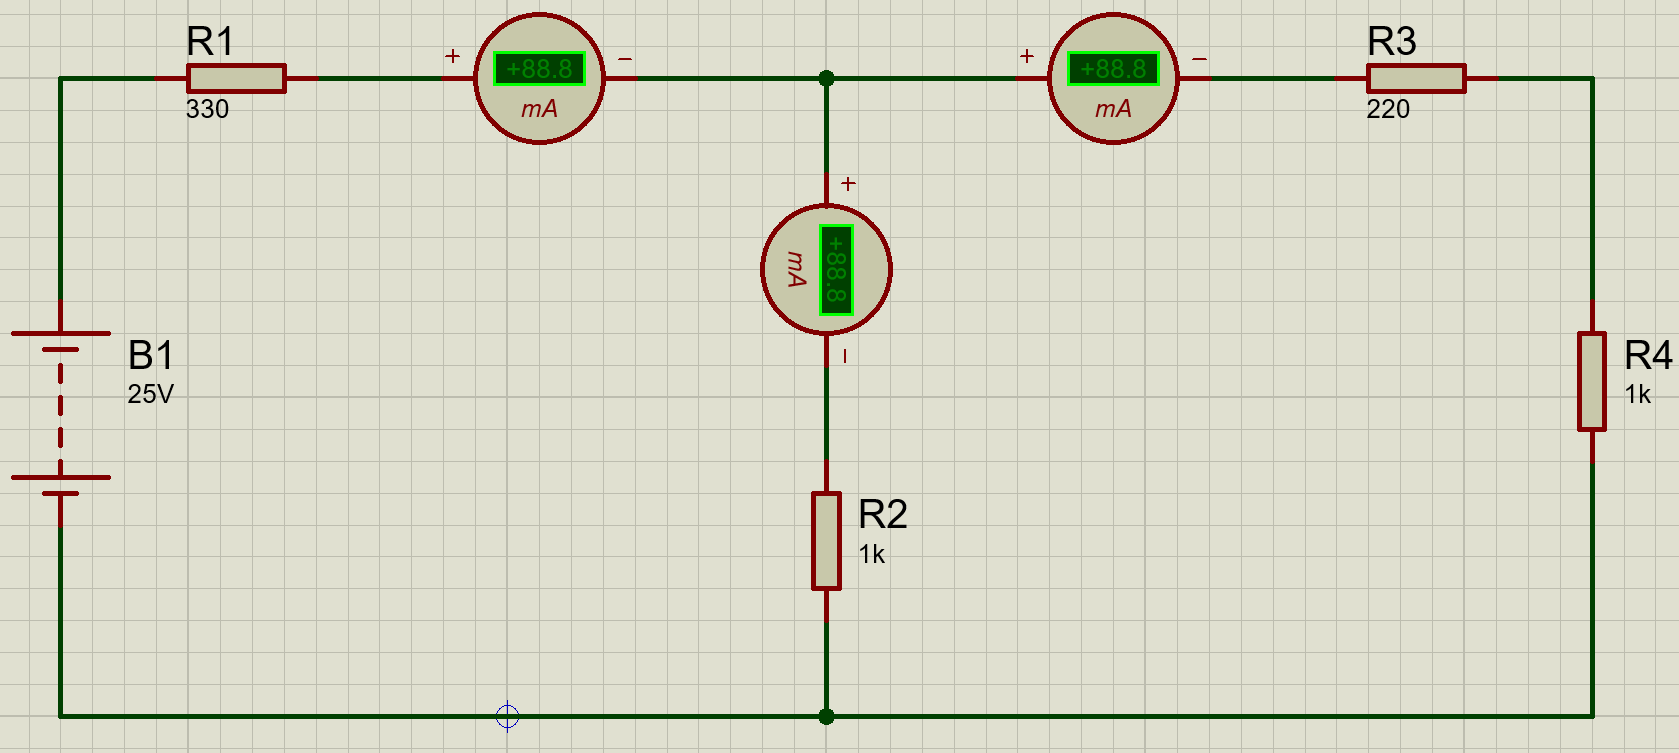 R1
330
+
+88.8
mA
−
+
+88.8
mA
−
R3
220
+
+88.8
mA
−
B1
25V
R4
1k
R2
1k